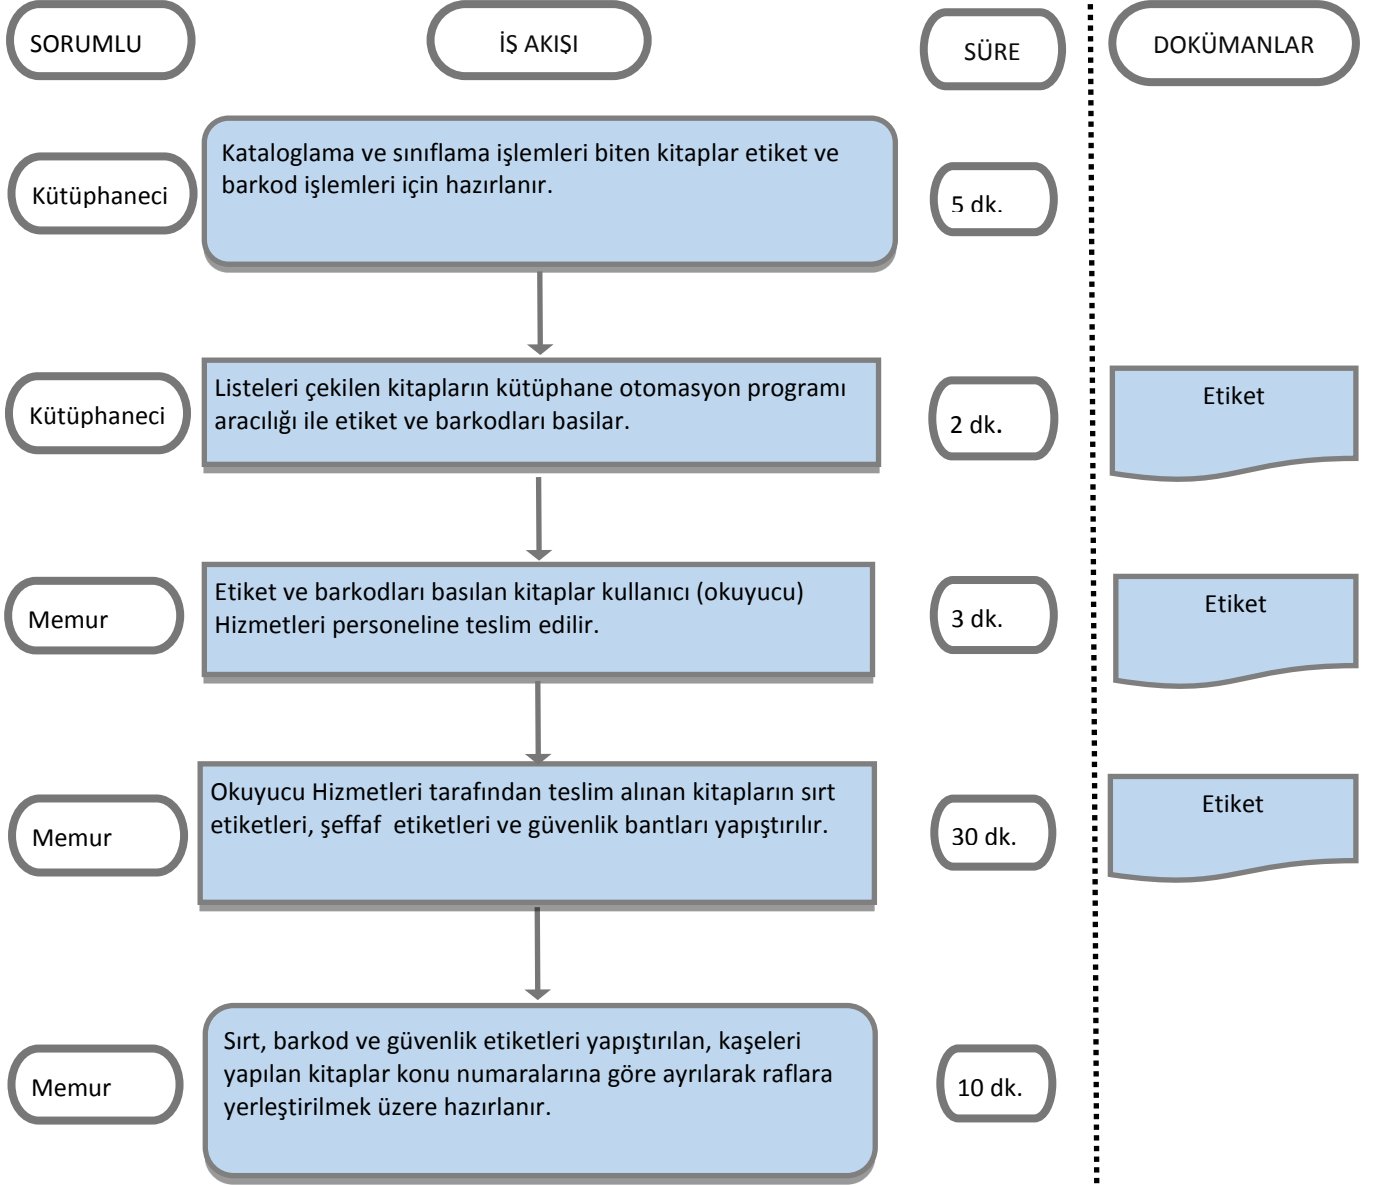 SORUMLU
İŞ AKIŞI
SÜRE
DOKÜMANLAR
Kütüphaneci
Kataloglama ve sınıflama işlemleri biten kitaplar etiket ve
barkod işlemleri için hazırlanır.
5 dk.
Kütüphaneci
Listeleri çekilen kitapların kütüphane otomasyon programı
aracılığı ile etiket ve barkodları basilar.
2 dk.
Etiket
Memur
Etiket ve barkodları basılan kitaplar kullanıcı (okuyucu)
Hizmetleri personeline teslim edilir.
3 dk.
Etiket
Memur
Okuyucu Hizmetleri tarafından teslim alınan kitapların sırt
etiketleri, şeffaf etiketleri ve güvenlik bantları yapıştırılır.
30 dk.
Etiket
Memur
Sırt, barkod ve güvenlik etiketleri yapıştırılan, kaşeleri
yapılan kitaplar konu numaralarına göre ayrılarak raflara
yerleştirilmek üzere hazırlanır.
10 dk.